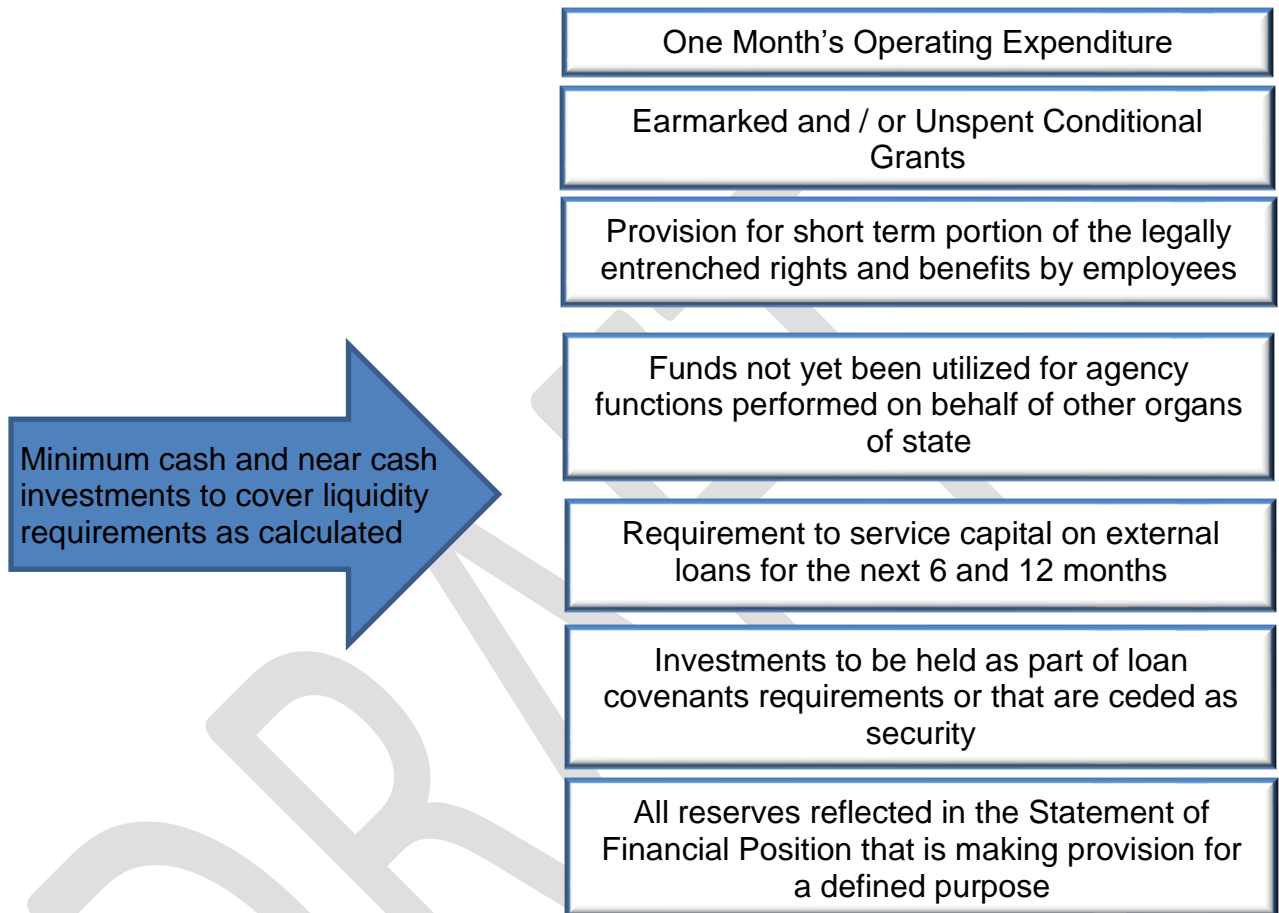 One Month's Operating Expenditure
Earmarked and / or Unspent Conditional
Grants
Provision for short term portion of the legally
entrenched rights and benefits by employees
Funds not yet been utilized for agency
functions performed on behalf of other organs
of state
Minimum cash and near cash
investments to cover liquidity
requirements as calculated
Requirement to service capital on external
loans for the next 6 and 12 months
Investments to be held as part of loan
covenants requirements or that are ceded as
security
All reserves reflected in the Statement of
Financial Position that is making provision for
a defined purpose
DRAFT